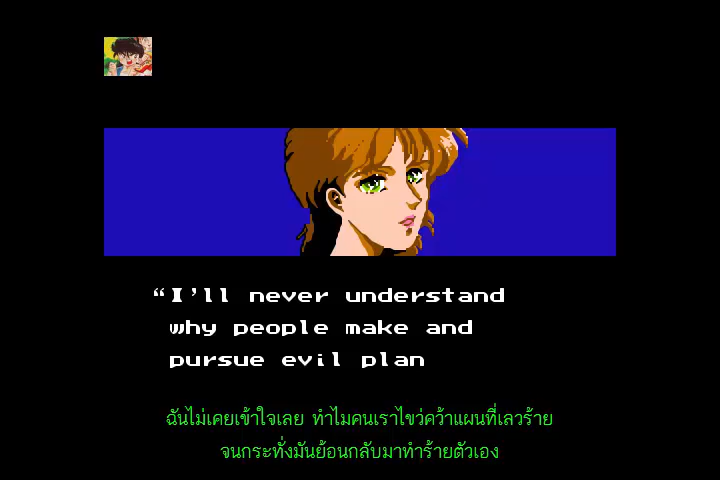 “I’ll never understand
why people make and
pursue evil plan
ฉันไม่เคยเข้าใจเลย ทำไมคนเราไขว่คว้าแผนที่เลวร้าย
จนกระทั่งมันย้อนกลับมาทำร้ายตัวเอง